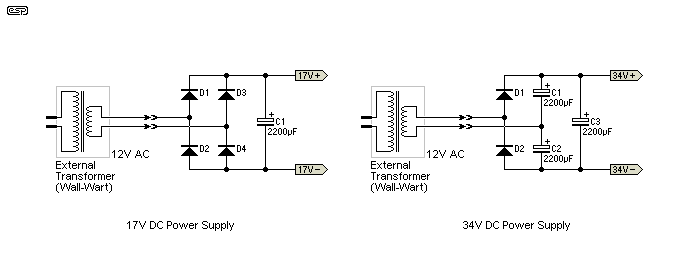 esp
17V+
34V+
D1
D3
D1
C1
2200µF
C1
2200µF
C3
2200µF
12V AC
D2
D4
12V AC
D2
C2
2200µF
External
Transformer
(Wall-Wart)
17V-
External
Transformer
(Wall-Wart)
34V-
17V DC Power Supply
34V DC Power Supply